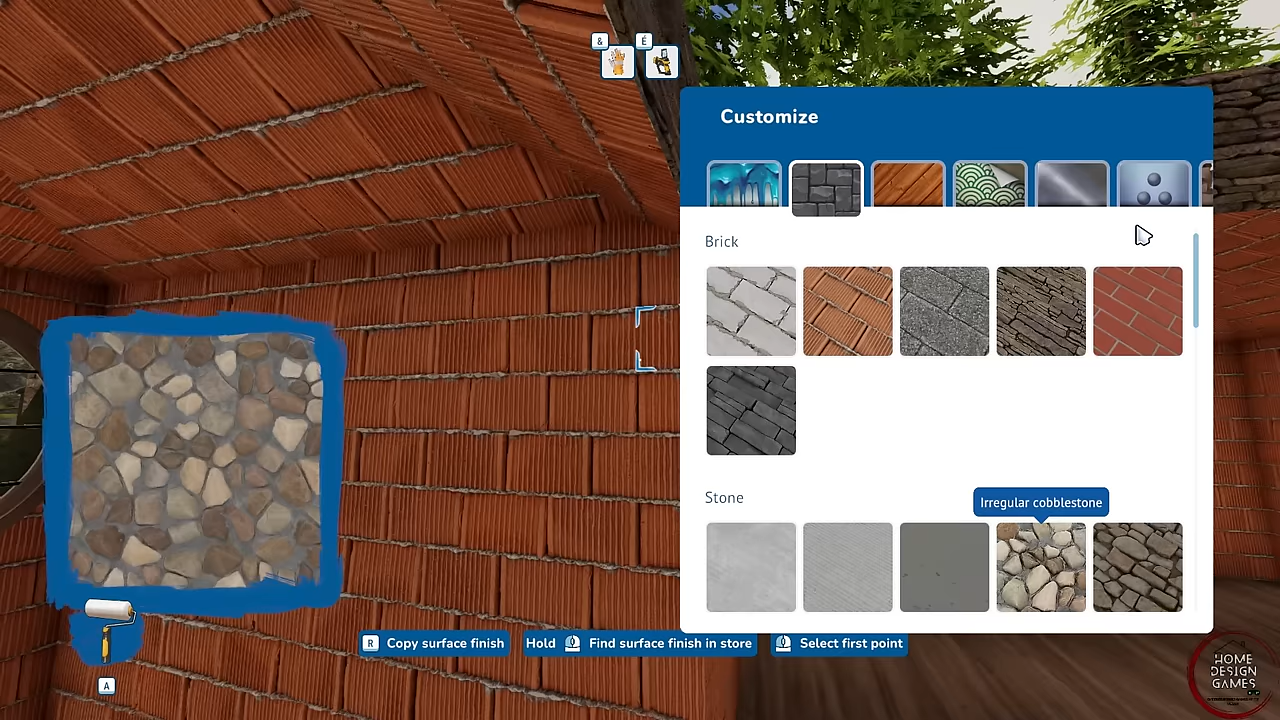 & É
Customize
Brick
Stone
Irregular cobblestone
R Copy surface finish Hold Find surface finish in store Select first point
A
HOME
DESIGN
GAMES